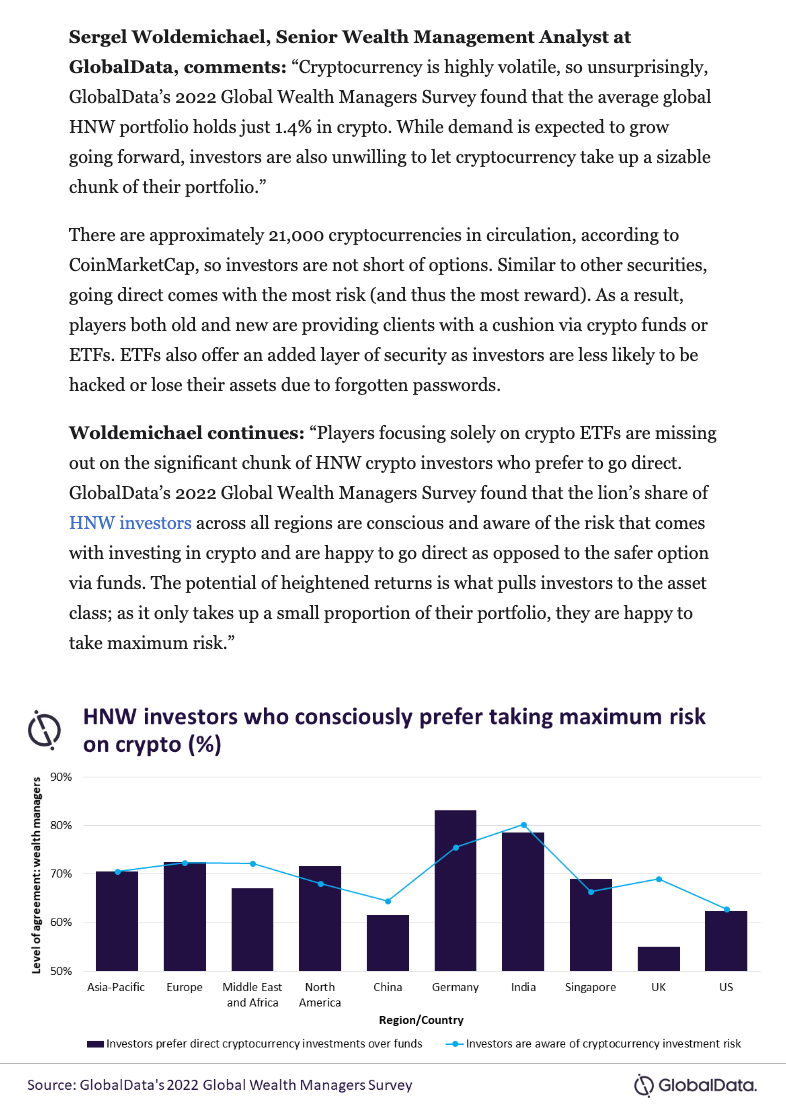 Sergel Woldemichael, Senior Wealth Management Analyst at
GlobalData, comments: “Cryptocurrency is highly volatile, so unsurprisingly,
GlobalData’s 2022 Global Wealth Managers Survey found that the average global
HNW portfolio holds just 1.4% in crypto. While demand is expected to grow
going forward, investors are also unwilling to let cryptocurrency take up a sizable
chunk of their portfolio.”
There are approximately 21,000 cryptocurrencies in circulation, according to
CoinMarketCap, so investors are not short of options. Similar to other securities,
going direct comes with the most risk (and thus the most reward). As a result,
players both old and new are providing clients with a cushion via crypto funds or
ETFs. ETFs also offer an added layer of security as investors are less likely to be
hacked or lose their assets due to forgotten passwords.
Woldemichael continues: “Players focusing solely on crypto ETFs are missing
out on the significant chunk of HNW crypto investors who prefer to go direct.
GlobalData’s 2022 Global Wealth Managers Survey found that the lion’s share of
HNW investors across all regions are conscious and aware of the risk that comes
with investing in crypto and are happy to go direct as opposed to the safer option
via funds. The potential of heightened returns is what pulls investors to the asset
class; as it only takes up a small proportion of their portfolio, they are happy to
take maximum risk.”
HNW investors who consciously prefer taking maximum risk
on crypto (%)
Level of agreement: wealth managers
90%
80%
70%
60%
50%
Asia-Pacific
Europe
Middle East
and Africa
North
America
China
Germany
India
Singapore
UK
US
Region/Country
Investors prefer direct cryptocurrency investments over funds
Investors are aware of cryptocurrency investment risk
Source: GlobalData's 2022 Global Wealth Managers Survey
GlobalData.